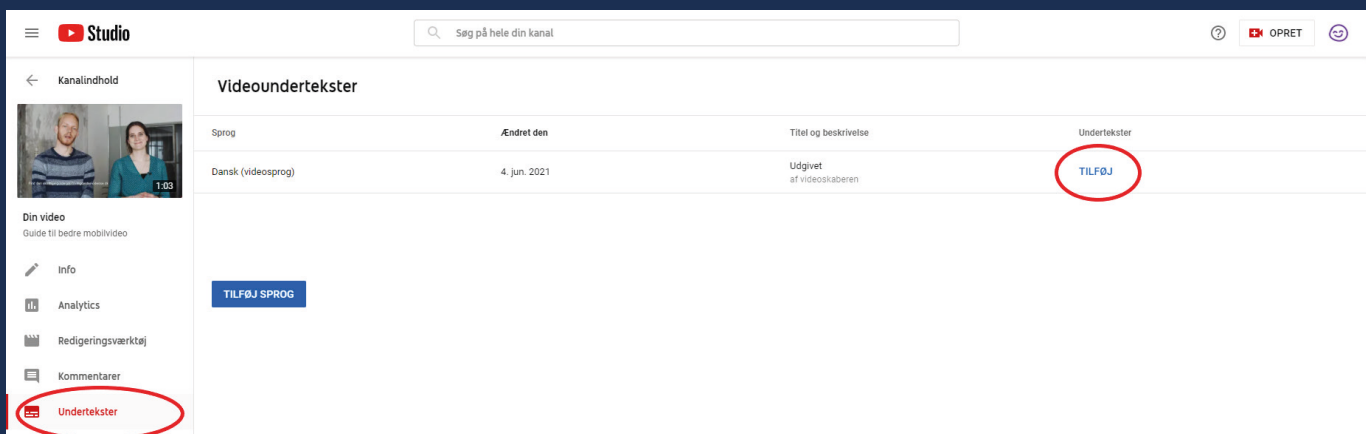 Studio
Søg på hele din kanal
OPRET
Kanalindhold
Videoundertekster
Sprog
Ændret den
Titel og beskrivelse
Undertekster
Dansk (videosprog)
4. jun. 2021
Udgivet
af videoskaberen
TILFØJ
1:03
Din video
Guide til bedre mobilvideo
Info
TILFØJ SPROG
Analytics
Redigeringsværktøj
Kommentarer
Undertekster